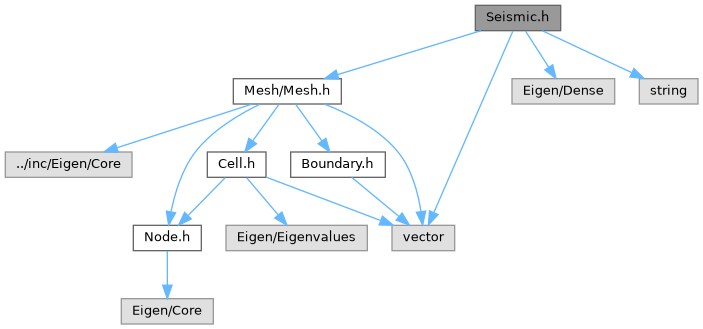 Seismic.h
Mesh/Mesh.h
Eigen/Dense
string
../inc/Eigen/Core
Cell.h
Boundary.h
Node.h
Eigen/Eigenvalues
vector
Eigen/Core